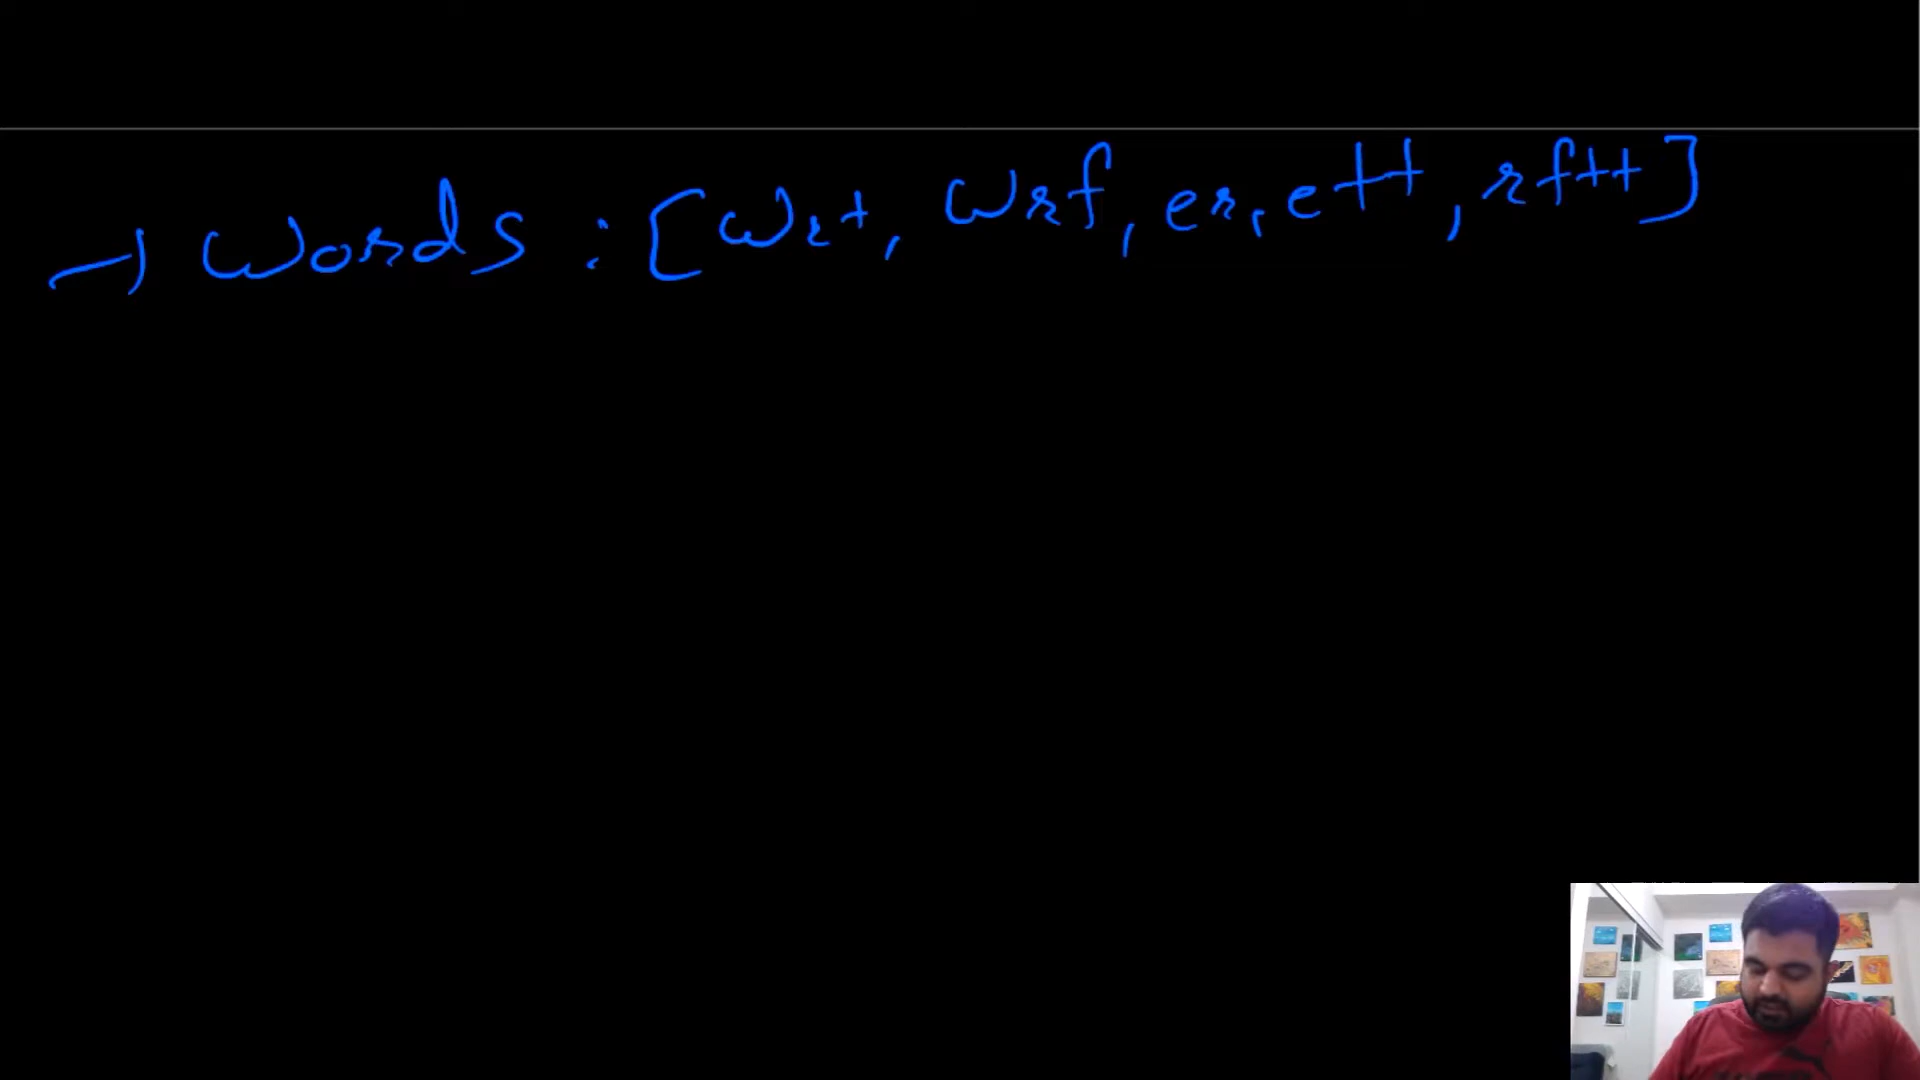 → Words : [wrt, wrf, er, ett, rftt]